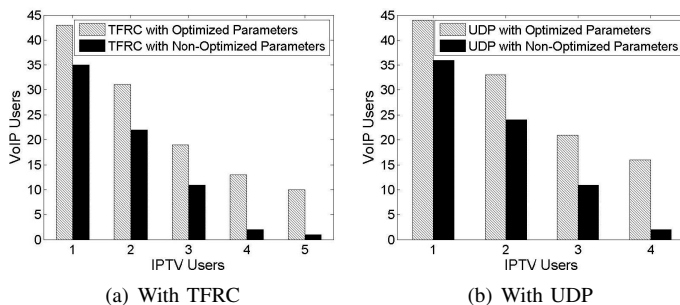 TFRC with Optimized Parameters
TFRC with Non-Optimized Parameters
VoIP Users
45
40
35
30
25
20
15
10
5
0
1 2 3 4 5
IPTV Users
(a) With TFRC
UDP with Optimized Parameters
UDP with Non-Optimized Parameters
VoIP Users
45
40
35
30
25
20
15
10
5
0
1 2 3 4
IPTV Users
(b) With UDP